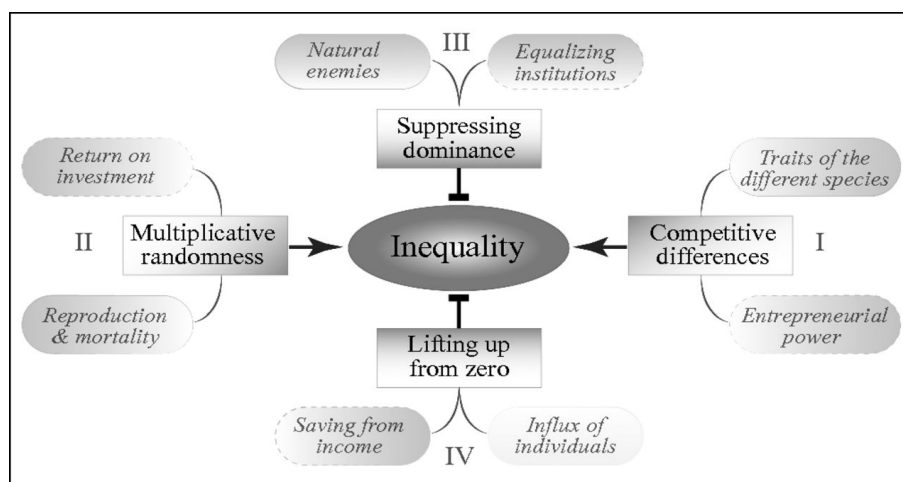 III
Natural
enemies
Equalizing
institutions
Suppressing
dominance
Return on
investment
Traits of the
different species
II
Multiplicative
randomness
Inequality
Competitive
differences
I
Reproduction
& mortality
Entrepreneurial
power
Lifting up
from zero
Saving from
income
IV
Influx of
individuals